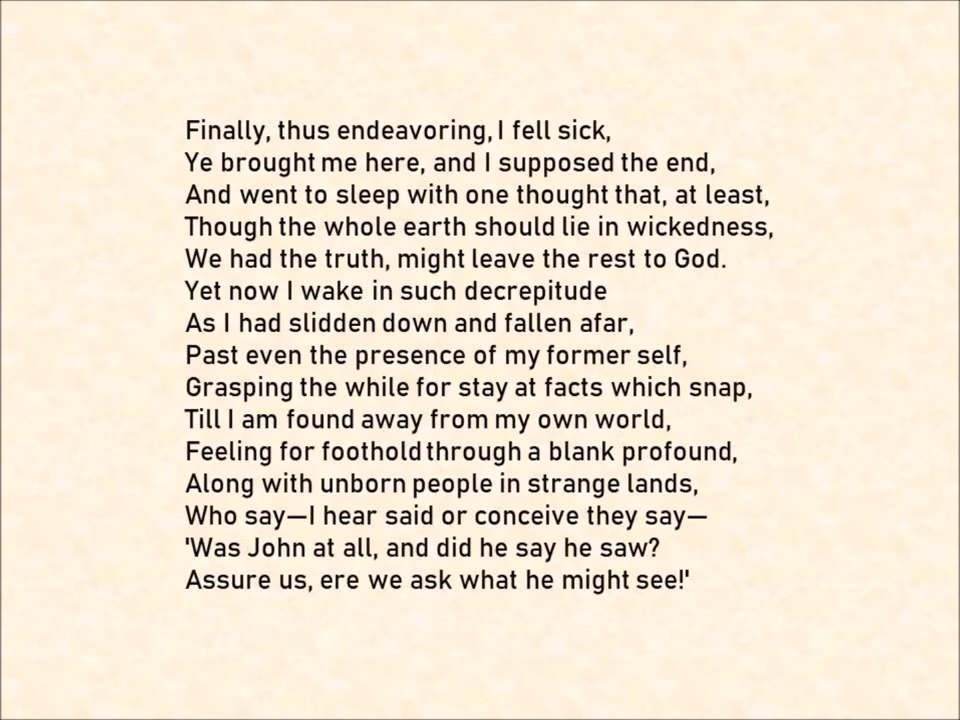 Finally, thus endeavoring, I fell sick,
Ye brought me here, and I supposed the end,
And went to sleep with one thought that, at least,
Though the whole earth should lie in wickedness,
We had the truth, might leave the rest to God.
Yet now I wake in such decrepitude
As I had slidden down and fallen afar,
Past even the presence of my former self,
Grasping the while for stay at facts which snap,
Till I am found away from my own world,
Feeling for foothold through a blank profound,
Along with unborn people in strange lands,
Who say—I hear said or conceive they say—
'Was John at all, and did he say he saw?
Assure us, ere we ask what he might see!'